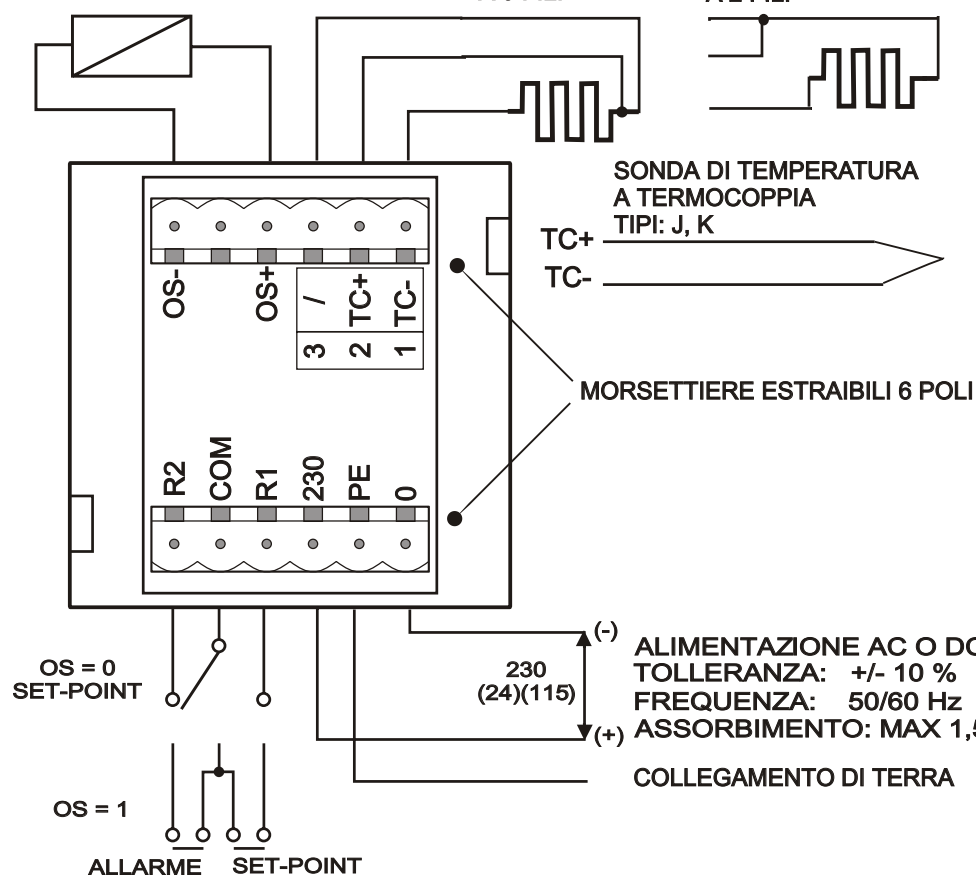 SONDA DI TEMPERATURA
A TERMOCOPPIA
TIPI: J, K
TC+
TC-
OS-
OS+
/
TC+
TC-
3
2
1
MORSETTIERE ESTRAIBILI 6 POLI
R2
COM
R1
230
PE
0
OS = 0
SET-POINT
230
(24)(115)
(-)
(+)
ALIMENTAZIONE AC O DC
TOLLERANZA: +/- 10 %
FREQUENZA: 50/60 Hz
ASSORBIMENTO: MAX 1,5
COLLEGAMENTO DI TERRA
OS = 1
ALLARME
SET-POINT